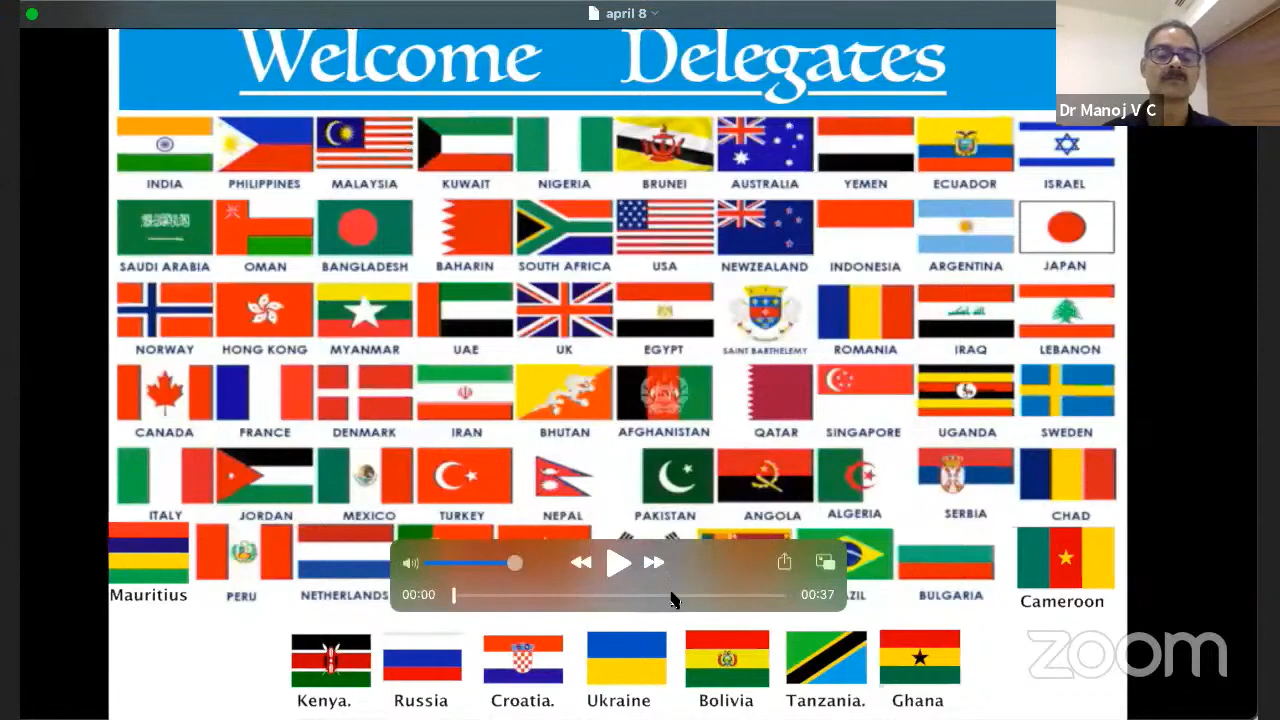 april 8
Welcome Delegates
Dr Manoj V C
INDIA PHILIPPINES MALAYSIA KUWAIT NIGERIA BRUNEI AUSTRALIA YEMEN ECUADOR ISRAEL
SAUDI ARABIA OMAN BANGLADESH BAHARIN SOUTH AFRICA USA NEWZEALAND INDONESIA ARGENTINA JAPAN
NORWAY HONG KONG MYANMAR UAE UK EGYPT SAINT BARTHELEMY ROMANIA IRAQ LEBANON
CANADA FRANCE DENMARK IRAN BHUTAN AFGHANISTAN QATAR SINGAPORE UGANDA SWEDEN
ITALY JORDAN MEXICO TURKEY NEPAL PAKISTAN ANGOLA ALGERIA SERBIA CHAD
Mauritius PERU NETHERLANDS ZIL BULGARIA Cameroon
00:00 00:37
Kenya. Russia Croatia. Ukraine Bolivia Tanzania. Ghana
zoom